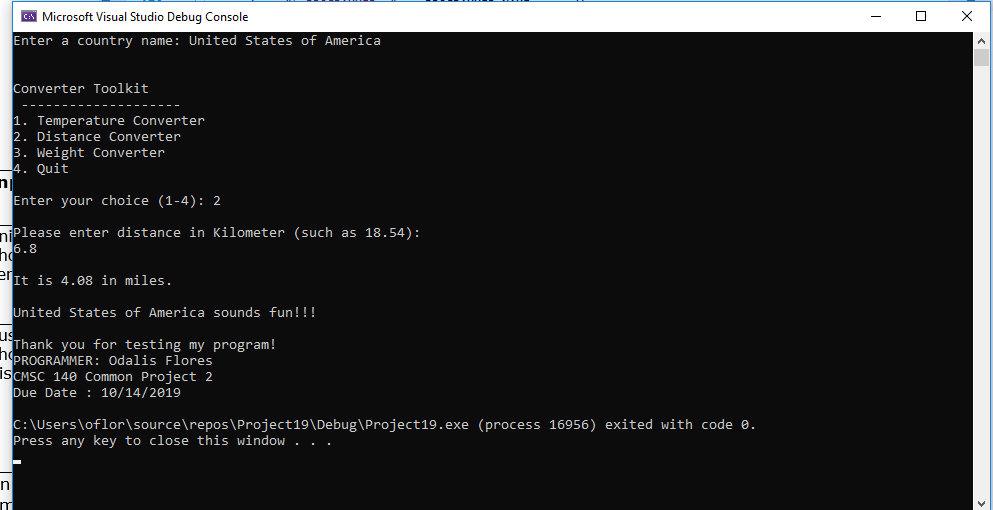 Microsoft Visual Studio Debug Console
Enter a country name: United States of America
Converter Toolkit
--------------------
1. Temperature Converter
2. Distance Converter
3. Weight Converter
4. Quit
Enter your choice (1-4): 2
Please enter distance in Kilometer (such as 18.54):
6.8
It is 4.08 in miles.
United States of America sounds fun!!!
Thank you for testing my program!
PROGRAMMER: Odalis Flores
CMSC 140 Common Project 2
Due Date : 10/14/2019
C:\Users\oflor\source\repos\Project19\Debug\Project19.exe (process 16956) exited with code 0.
Press any key to close this window . . .